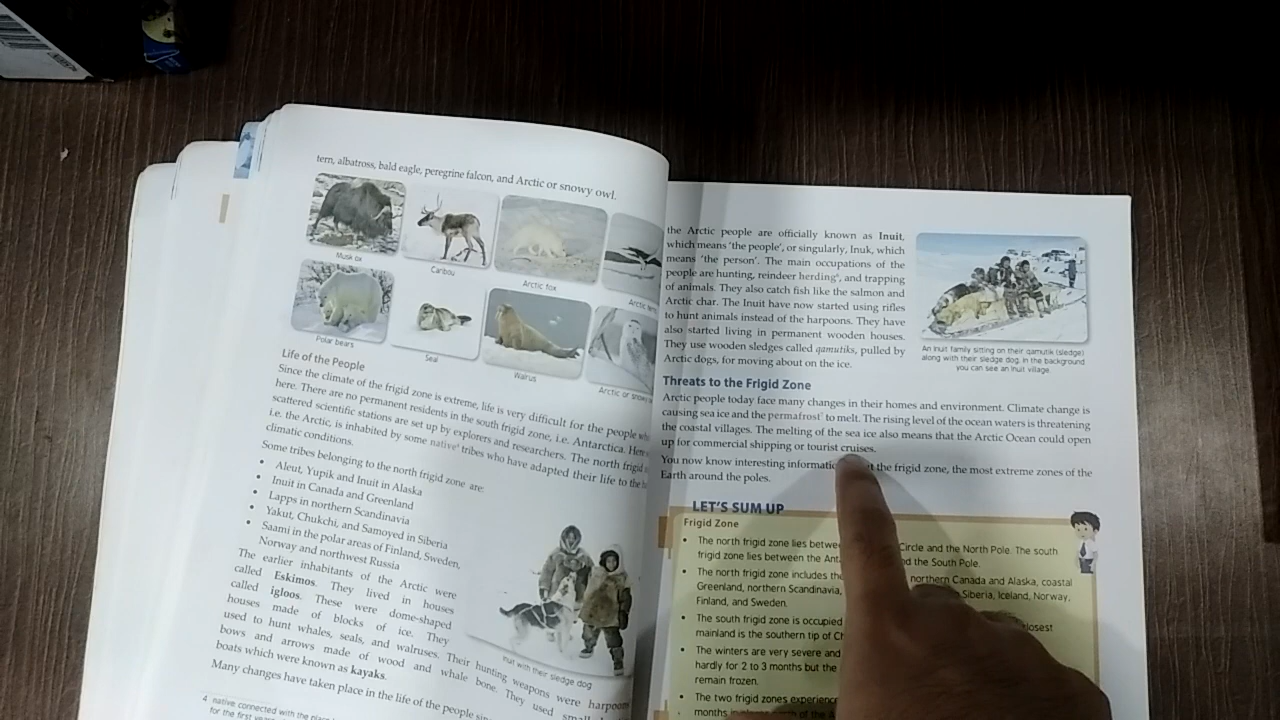 tern, albatross, bald eagle, peregrine falcon, and Arctic or snowy owl.
Musk ox
Caribou
Arctic fox
Arctic
Polar bears
Seal
Walrus
Arctic or snowy
Life of the People
Since the climate of the frigid zone is extreme, life is very difficult for the people
here. There are no permanent residents in the south frigid zone, i.e. Antarctica.
scattered scientific stations are set up by explorers and researchers. The north frigid
i.e. the Arctic, is inhabited by some native⁴ tribes who have adapted their life to the
climatic conditions.
Some tribes belonging to the north frigid zone are:
• Aleut, Yupik and Inuit in Alaska
• Inuit in Canada and Greenland
• Lapps in northern Scandinavia
• Yakut, Chukchi, and Samoyed in Siberia
• Saami in the polar areas of Finland, Sweden,
Norway and northwest Russia
The earlier inhabitants of the Arctic were
called Eskimos. They lived in houses
called igloos. These were dome-shaped
houses made of blocks of ice. They
used to hunt whales, seals, and walruses. Their hunting weapons were harpoons
bows and arrows made of wood and whale bone. They used small
boats which were known as kayaks.
Many changes have taken place in the life of the people
nuit with their sledge dog
4 native connected with the place
for the first
the Arctic people are officially known as Inuit,
which means 'the people', or singularly, Inuk, which
means 'the person'. The main occupations of the
people are hunting, reindeer herding, and trapping
of animals. They also catch fish like the salmon and
Arctic char. The Inuit have now started using rifles
to hunt animals instead of the harpoons. They have
also started living in permanent wooden houses.
They use wooden sledges called qamutiks, pulled by
Arctic dogs, for moving about on the ice.
An Inuit family sitting on their qamutik (sledge)
along with their sledge dog. In the background
you can see an Inuit village.
Threats to the Frigid Zone
Arctic people today face many changes in their homes and environment. Climate change is
causing sea ice and the permafrost to melt. The rising level of the ocean waters is threatening
the coastal villages. The melting of the sea ice also means that the Arctic Ocean could open
up for commercial shipping or tourist cruises.
You now know interesting the frigid zone, the most extreme zones of the
Earth around the poles.
LET'S SUM UP
Frigid Zone
• The north frigid zone lies Circle and the North Pole. The south
frigid zone lies between the and the South Pole.
• The north frigid zone includes the northern Canada and Alaska, coastal
Greenland, northern Scandinavia, Siberia, Iceland, Norway,
Finland, and Sweden.
• The south frigid zone is occupied closest
mainland is the southern tip of
• The winters are very severe and
hardly for 2 to 3 months but the
remain frozen.
• The two frigid zones
months